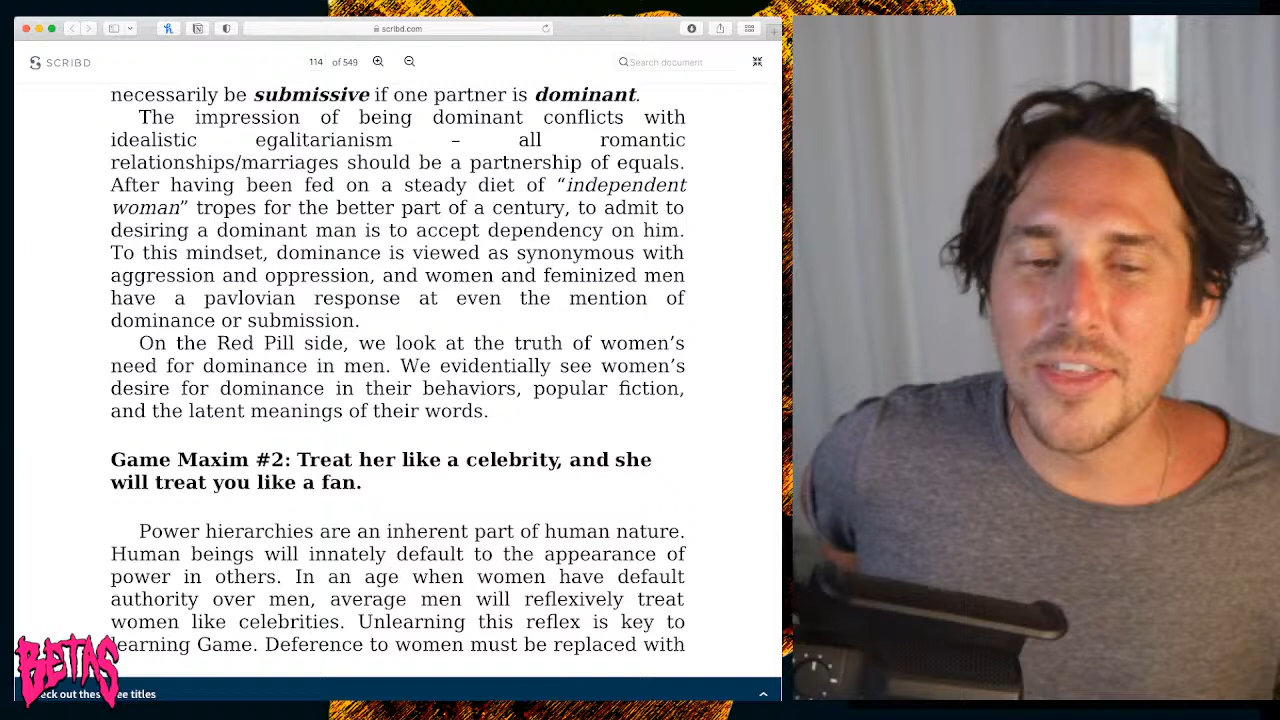 scribd.com
SCRIBD
114 of 549
Search document
necessarily be submissive if one partner is dominant.
The impression of being dominant conflicts with
idealistic egalitarianism – all romantic
relationships/marriages should be a partnership of equals.
After having been fed on a steady diet of “independent
woman” tropes for the better part of a century, to admit to
desiring a dominant man is to accept dependency on him.
To this mindset, dominance is viewed as synonymous with
aggression and oppression, and women and feminized men
have a pavlovian response at even the mention of
dominance or submission.
On the Red Pill side, we look at the truth of women’s
need for dominance in men. We evidentially see women’s
desire for dominance in their behaviors, popular fiction,
and the latent meanings of their words.
Game Maxim #2: Treat her like a celebrity, and she
will treat you like a fan.
Power hierarchies are an inherent part of human nature.
Human beings will innately default to the appearance of
power in others. In an age when women have default
authority over men, average men will reflexively treat
women like celebrities. Unlearning this reflex is key to
learning Game. Deference to women must be replaced with
BETAS
eck out thes ee titles